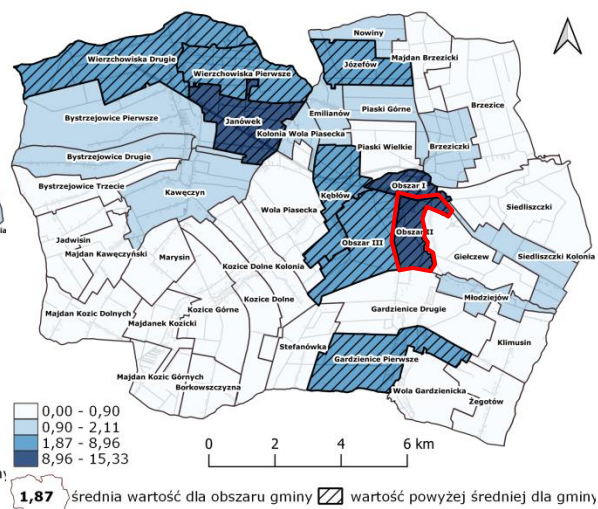 Nowiny
Wierzchowiska Drugie
Majdan Brzezicki
Józefów
Wierzchowiska Pierwsze
Brzezice
Emilianów
Piaski Górne
Bystrzejowice Pierwsze
Janówek
Kolonia Wola Piasecka
Piaski Wielkie
Bystrzejowice Drugie
Brzeziczki
Bystrzejowice Trzecie
Kawęczyn
Kębłów
Obszar I
Siedliszczki
Wola Piasecka
Obszar II
Jadwisin
Obszar III
Majdan Kawęczyński
Marysin
Giełczew
Siedliszczki Kolonia
Kozice Dolne Kolonia
Młodziejów
Majdan Kozic Dolnych
Kozice Górne
Kozice Dolne
Gardzienice Drugie
Majdanek Kozicki
Klimusin
Stefanówka
Gardzienice Pierwsze
Majdan Kozic Górnych
Borkowszczyzna
Wola Gardzienicka
Żegotów
0,00 - 0,90
0,90 - 2,11
1,87 - 8,96
8,96 - 15,33
0 2 4 6 km
1,87 średnia wartość dla obszaru gminy wartość powyżej średniej dla gminy